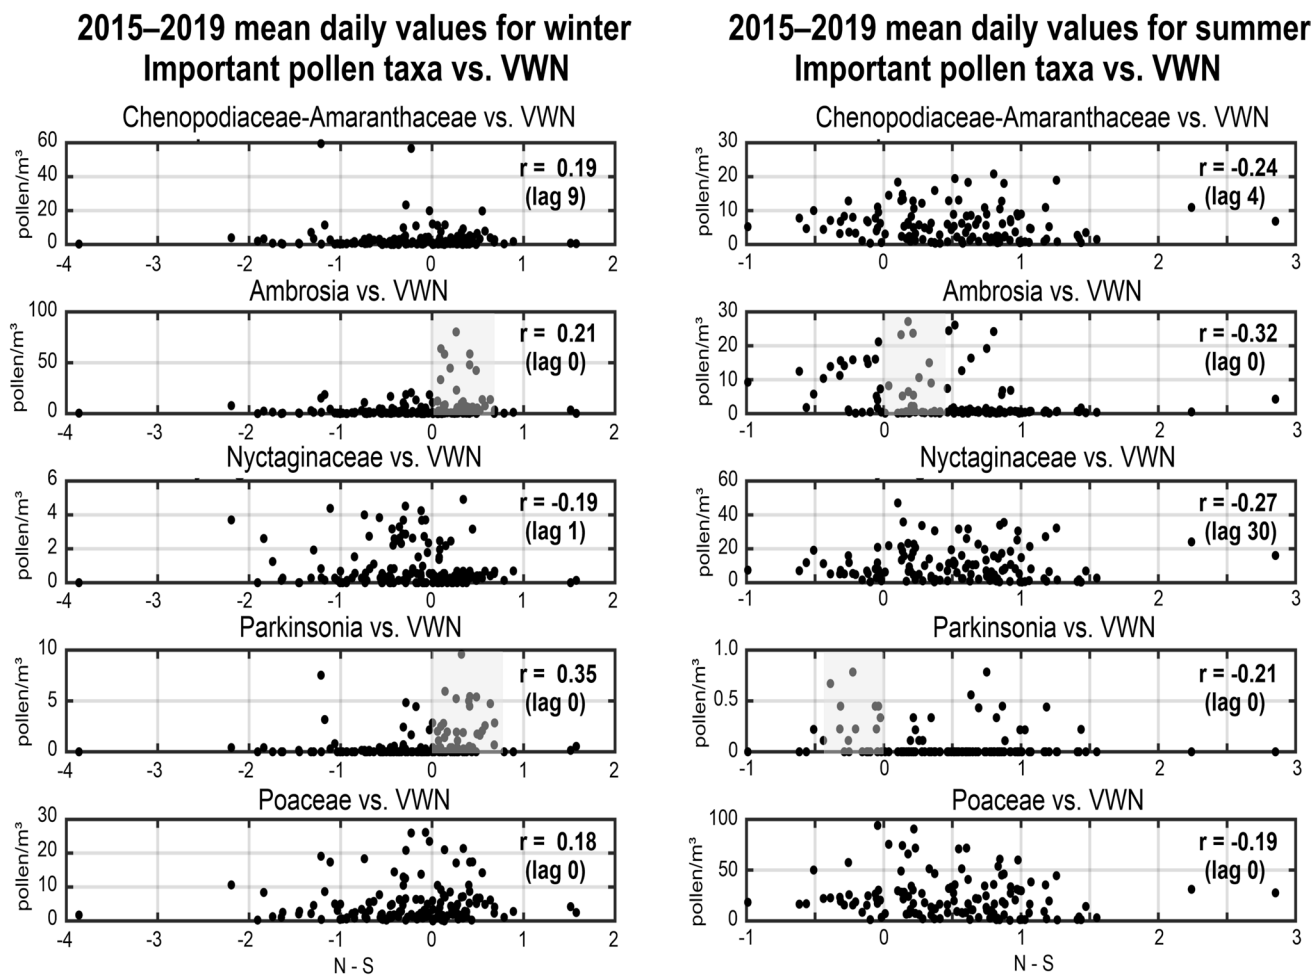 2015–2019 mean daily values for winter
Important pollen taxa vs. VWN
Chenopodiaceae-Amaranthaceae vs. VWN
60
40
20
0
pollen/m³
r = 0.19
(lag 9)
-4
-3
-2
-1
0
1
2
Ambrosia vs. VWN
100
50
0
pollen/m³
r = 0.21
(lag 0)
-4
-3
-2
-1
0
1
2
Nyctaginaceae vs. VWN
6
4
2
0
pollen/m³
r = -0.19
(lag 1)
-4
-3
-2
-1
0
1
2
Parkinsonia vs. VWN
10
5
0
pollen/m³
r = 0.35
(lag 0)
-4
-3
-2
-1
0
1
2
Poaceae vs. VWN
30
20
10
0
pollen/m³
r = 0.18
(lag 0)
-4
-3
-2
-1
0
1
2
N - S
2015–2019 mean daily values for summer
Important pollen taxa vs. VWN
Chenopodiaceae-Amaranthaceae vs. VWN
30
20
10
0
pollen/m³
r = -0.24
(lag 4)
-1
0
1
2
3
Ambrosia vs. VWN
30
20
10
0
pollen/m³
r = -0.32
(lag 0)
-1
0
1
2
3
Nyctaginaceae vs. VWN
60
40
20
0
pollen/m³
r = -0.27
(lag 30)
-1
0
1
2
3
Parkinsonia vs. VWN
1.0
0.5
0
pollen/m³
r = -0.21
(lag 0)
-1
0
1
2
3
Poaceae vs. VWN
100
50
0
pollen/m³
r = -0.19
(lag 0)
-1
0
1
2
3
N - S